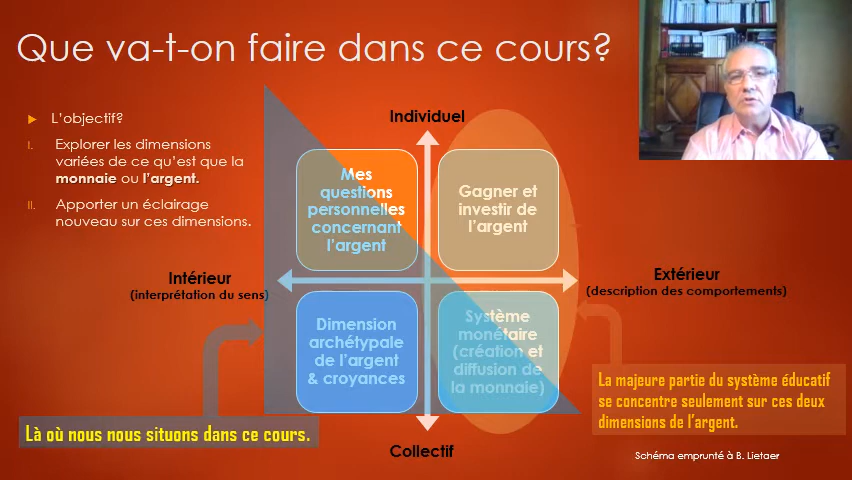 Que va-t-on faire dans ce cours?
L'objectif?
I. Explorer les dimensions
variées de ce qu'est que la
monnaie ou l'argent.
II. Apporter un éclairage
nouveau sur ces dimensions.
Individuel
Mes
questions
personnelles
concernant
l'argent
Gagner et
investir de
l'argent
Intérieur
(interprétation du sens)
Extérieur
(description des comportements)
Dimension
archétypale
de l'argent
& croyances
Système
monétaire
(création et
diffusion de
la monnaie)
Là où nous nous situons dans ce cours.
La majeure partie du système éducatif
se concentre seulement sur ces deux
dimensions de l'argent.
Collectif
Schéma emprunté à B. Lietaer